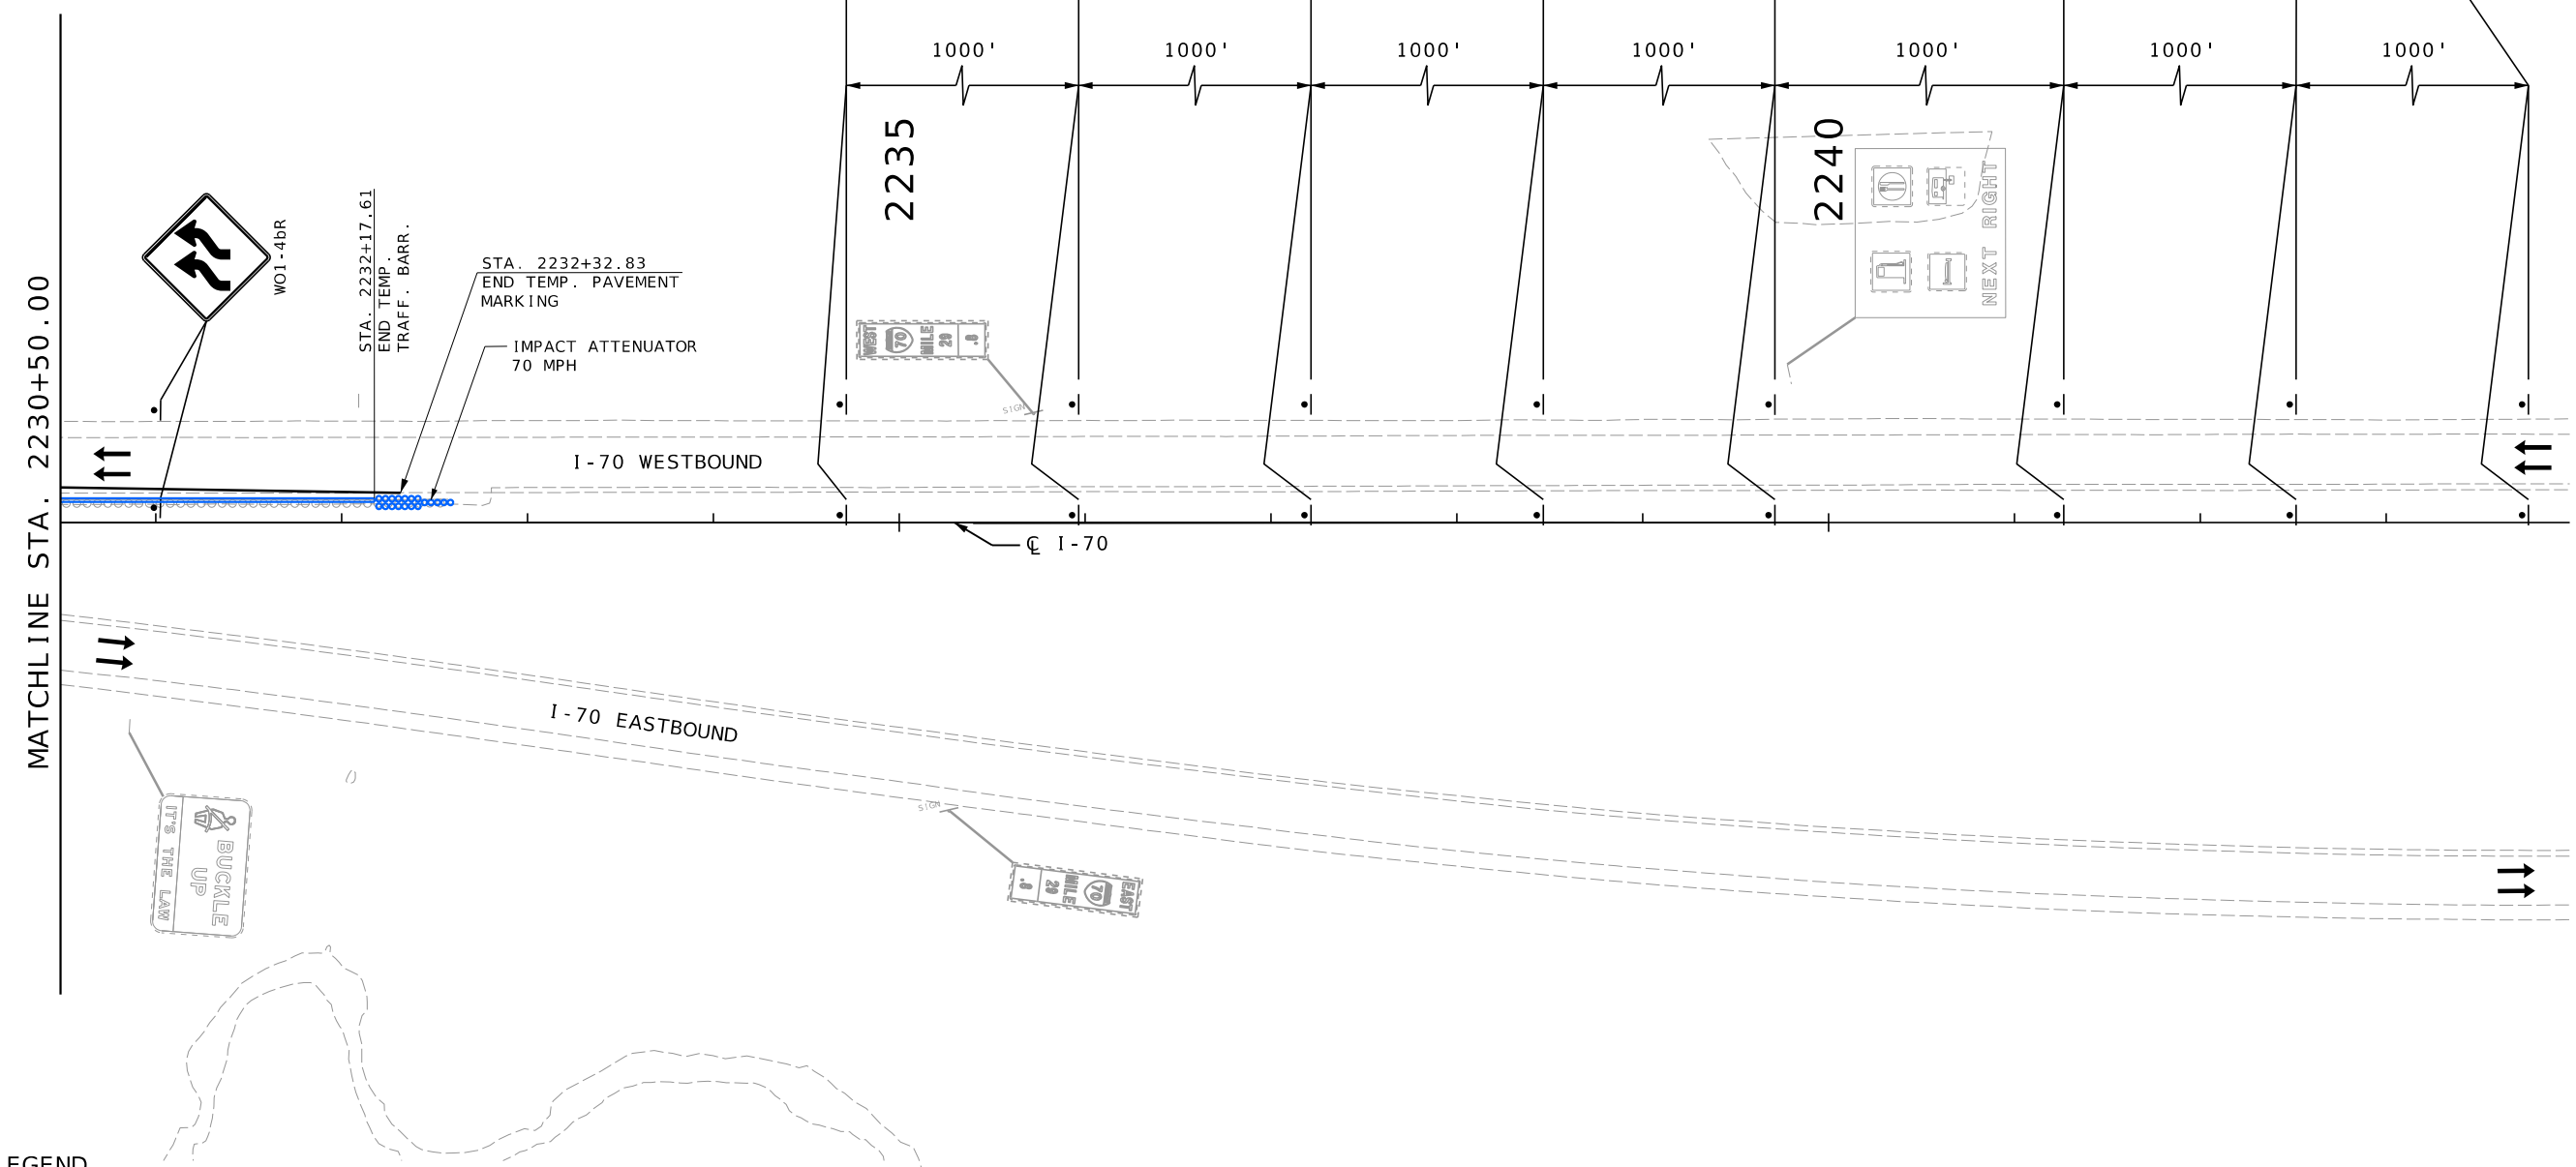 1000' 1000' 1000' 1000' 1000' 1000' 1000'
2235
2240
MATCHLINE STA. 2230+50.00
W01-4bR
STA. 2232+17.61
END TEMP.
TRAFF. BARR.
STA. 2232+32.83
END TEMP. PAVEMENT
MARKING
IMPACT ATTENUATOR
70 MPH
WEST
70
MILE
29
.8
SIGN
NEXT RIGHT
I-70 WESTBOUND
℄ I-70
I-70 EASTBOUND
SIGN
EAST
70
MILE
29
.8
BUCKLE
UP
IT'S THE LAW
EGEND